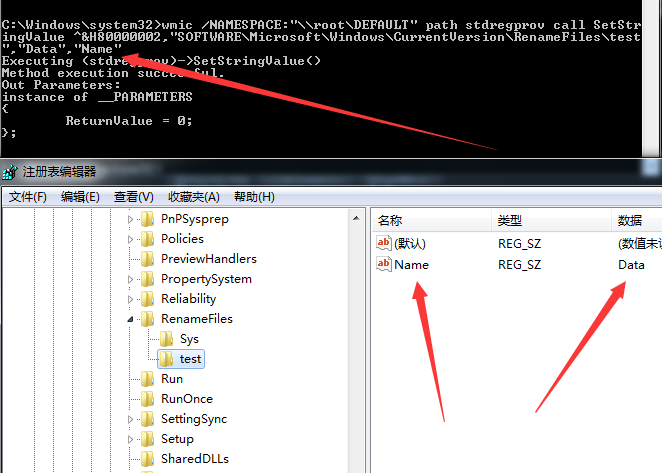 C:\Windows\system32>wmic /NAMESPACE:"\\root\DEFAULT" path stdregprov call SetStr
ingValue ^&H80000002,"SOFTWARE\Microsoft\Windows\CurrentVersion\RenameFiles\test
","Data","Name"
Executing (stdregprov)->SetStringValue()
Method execution successful.
Out Parameters:
instance of __PARAMETERS
{
ReturnValue = 0;
};
注册表编辑器
文件(F) 编辑(E) 查看(V) 收藏夹(A) 帮助(H)
PnPSysprep
Policies
PreviewHandlers
PropertySystem
Reliability
RenameFiles
Sys
test
Run
RunOnce
SettingSync
Setup
SharedDLLs
名称 类型 数据
(默认) REG_SZ (数值未
Name REG_SZ Data